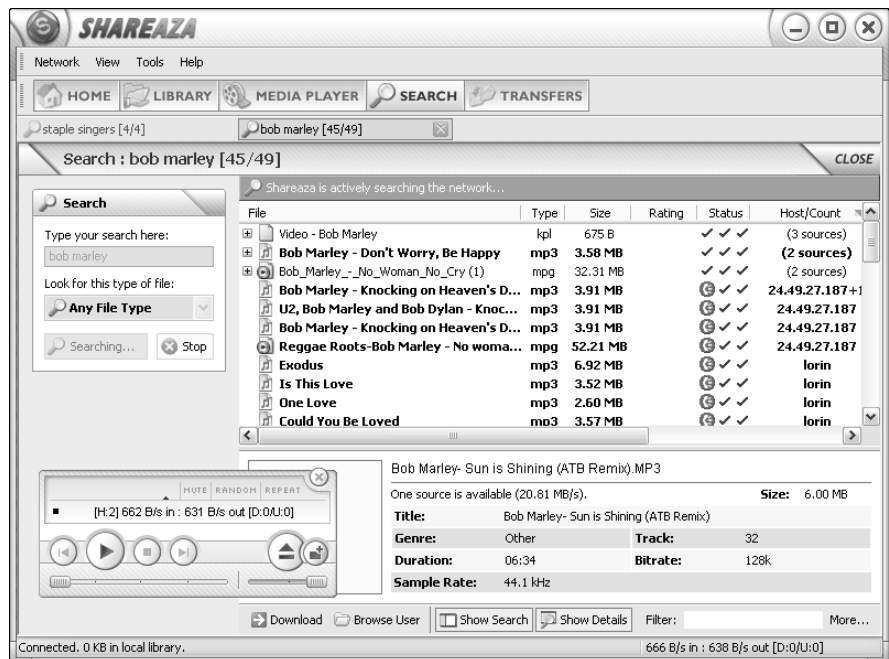 SHAREAZA
Network View Tools Help
HOME LIBRARY MEDIA PLAYER SEARCH TRANSFERS
staple singers [4/4] bob marley [45/49]
Search : bob marley [45/49] CLOSE
Search
Type your search here:
bob marley
Look for this type of file:
Any File Type
Searching... Stop
Shareaza is actively searching the network...
File Type Size Rating Status Host/Count
Video - Bob Marley kpl 675 B (3 sources)
Bob Marley - Don't Worry, Be Happy mp3 3.58 MB (2 sources)
Bob_Marley_-_No_Woman_No_Cry (1) mpg 32.31 MB (2 sources)
Bob Marley - Knocking on Heaven's D... mp3 3.91 MB 24.49.27.187+1
U2, Bob Marley and Bob Dylan - Knoc... mp3 3.91 MB 24.49.27.187
Bob Marley - Knocking on Heaven's D... mp3 3.91 MB 24.49.27.187
Reggae Roots-Bob Marley - No woma... mpg 52.21 MB 24.49.27.187
Exodus mp3 6.92 MB lorin
Is This Love mp3 3.52 MB lorin
One Love mp3 2.60 MB lorin
Could You Be Loved mp3 3.57 MB lorin
MUTE RANDOM REPEAT
[H:2] 662 B/s in : 631 B/s out [D:0/U:0]
Bob Marley- Sun is Shining (ATB Remix).MP3
One source is available (20.81 MB/s). Size: 6.00 MB
Title: Bob Marley- Sun is Shining (ATB Remix)
Genre: Other Track: 32
Duration: 06:34 Bitrate: 128k
Sample Rate: 44.1 kHz
Download Browse User Show Search Show Details Filter: More...
Connected. 0 KB in local library. 666 B/s in : 638 B/s out [D:0/U:0]